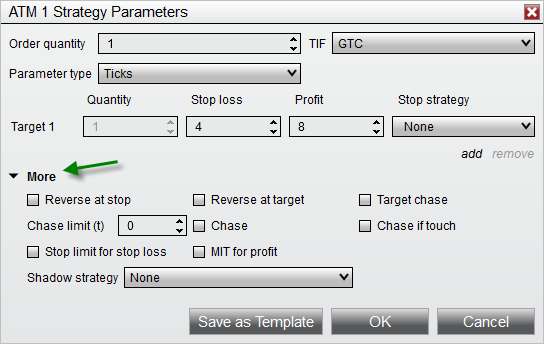 ATM 1 Strategy Parameters
Order quantity 1 TIF GTC
Parameter type Ticks
Quantity Stop loss Profit Stop strategy
Target 1 1 4 8 None
add remove
More
Reverse at stop Reverse at target Target chase
Chase limit (t) 0 Chase Chase if touch
Stop limit for stop loss MIT for profit
Shadow strategy None
Save as Template OK Cancel